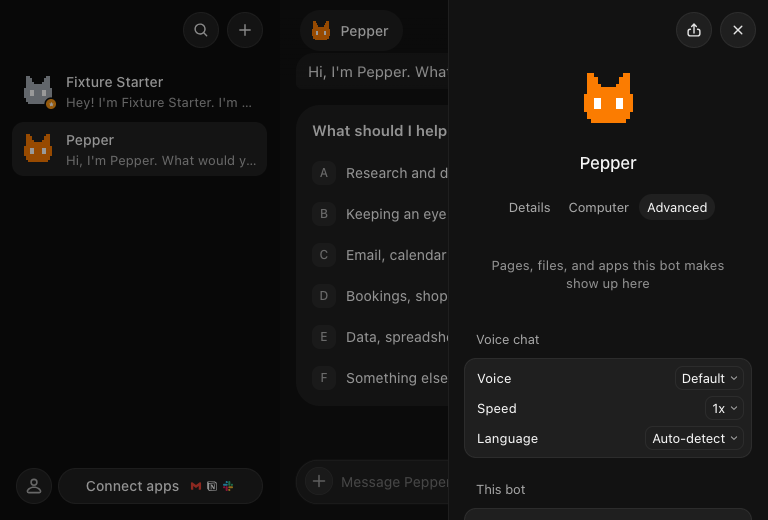 Fixture Starter
Hey! I'm Fixture Starter. I'm ...
Pepper
Hi, I'm Pepper. What would y...
Connect apps
Pepper
Hi, I'm Pepper. What
What should I help
A Research and d
B Keeping an eye
C Email, calendar
D Bookings, shop
E Data, spreadsh
F Something else
Message Pepper
Pepper
Details Computer Advanced
Pages, files, and apps this bot makes
show up here
Voice chat
Voice Default
Speed 1x
Language Auto-detect
This bot